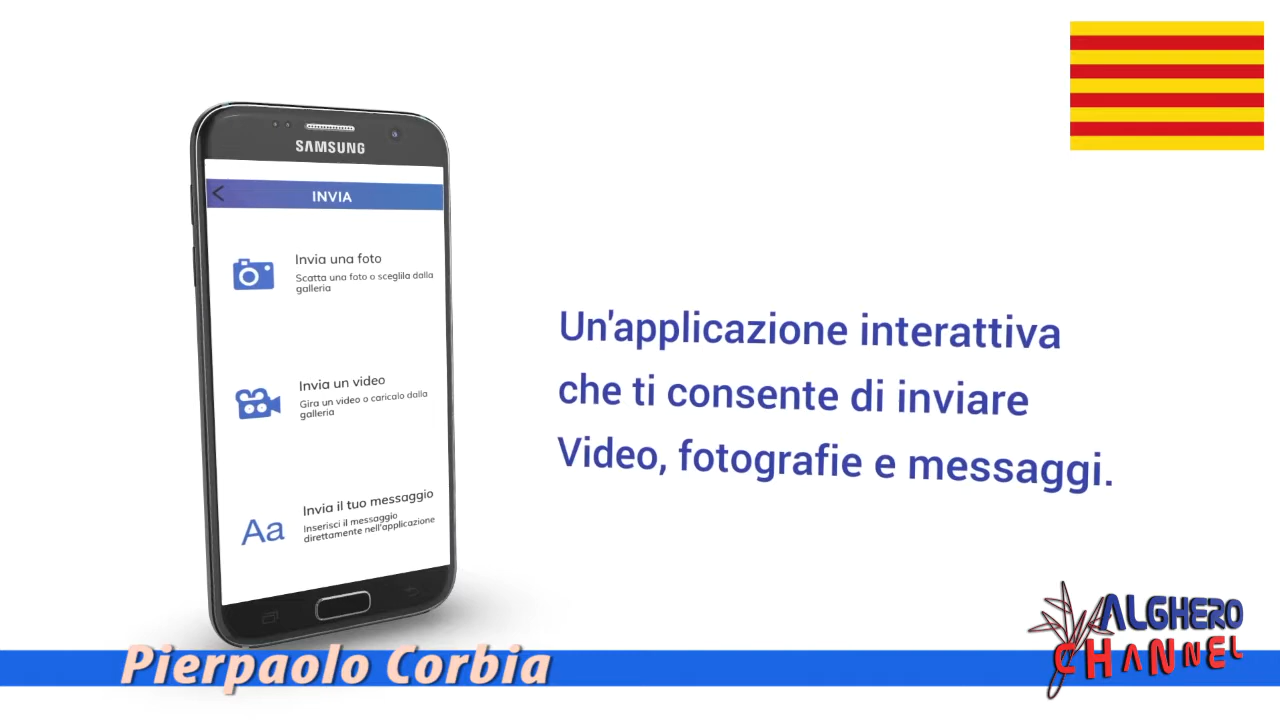 SAMSUNG
INVIA
Invia una foto
Scatta una foto o sceglila dalla
galleria
Invia un video
Gira un video o caricalo dalla
galleria
Invia il tuo messaggio
Aa
Inserisci il messaggio
direttamente nell'applicazione
Un'applicazione interattiva
che ti consente di inviare
Video, fotografie e messaggi.
Pierpaolo Corbia
ALGHERO
CHANNEL